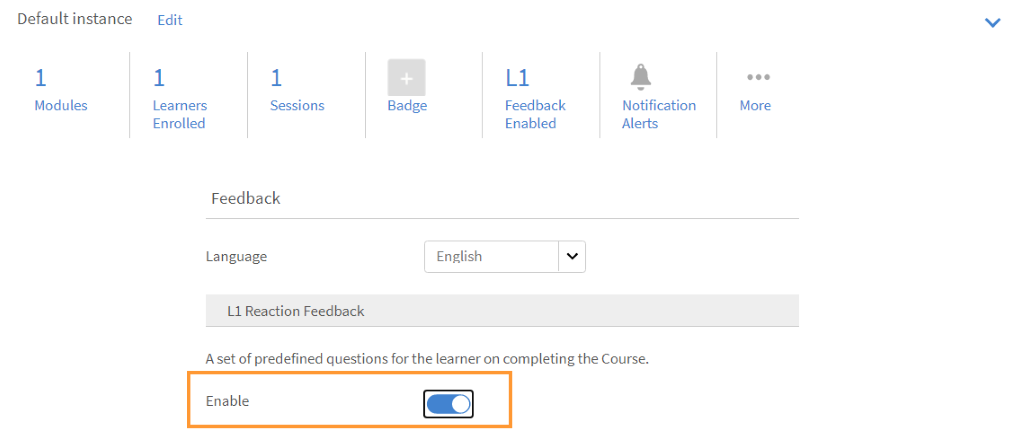 Default instance Edit
1 1 1 + L1
Modules Learners Sessions Badge Feedback Notification More
Enrolled Enabled Alerts
Feedback
Language English
L1 Reaction Feedback
A set of predefined questions for the learner on completing the Course.
Enable